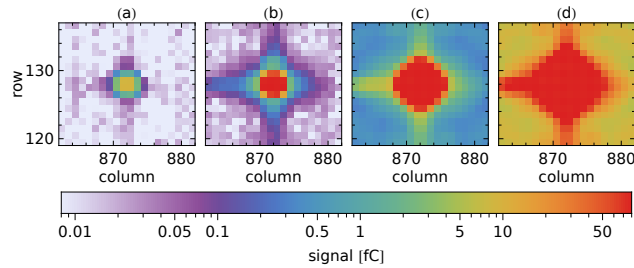 (a) (b) (c) (d)
row
130
120
870 880 870 880 870 880 870 880
column column column column
0.01 0.05 0.1 0.5 1 5 10 50
signal [fC]